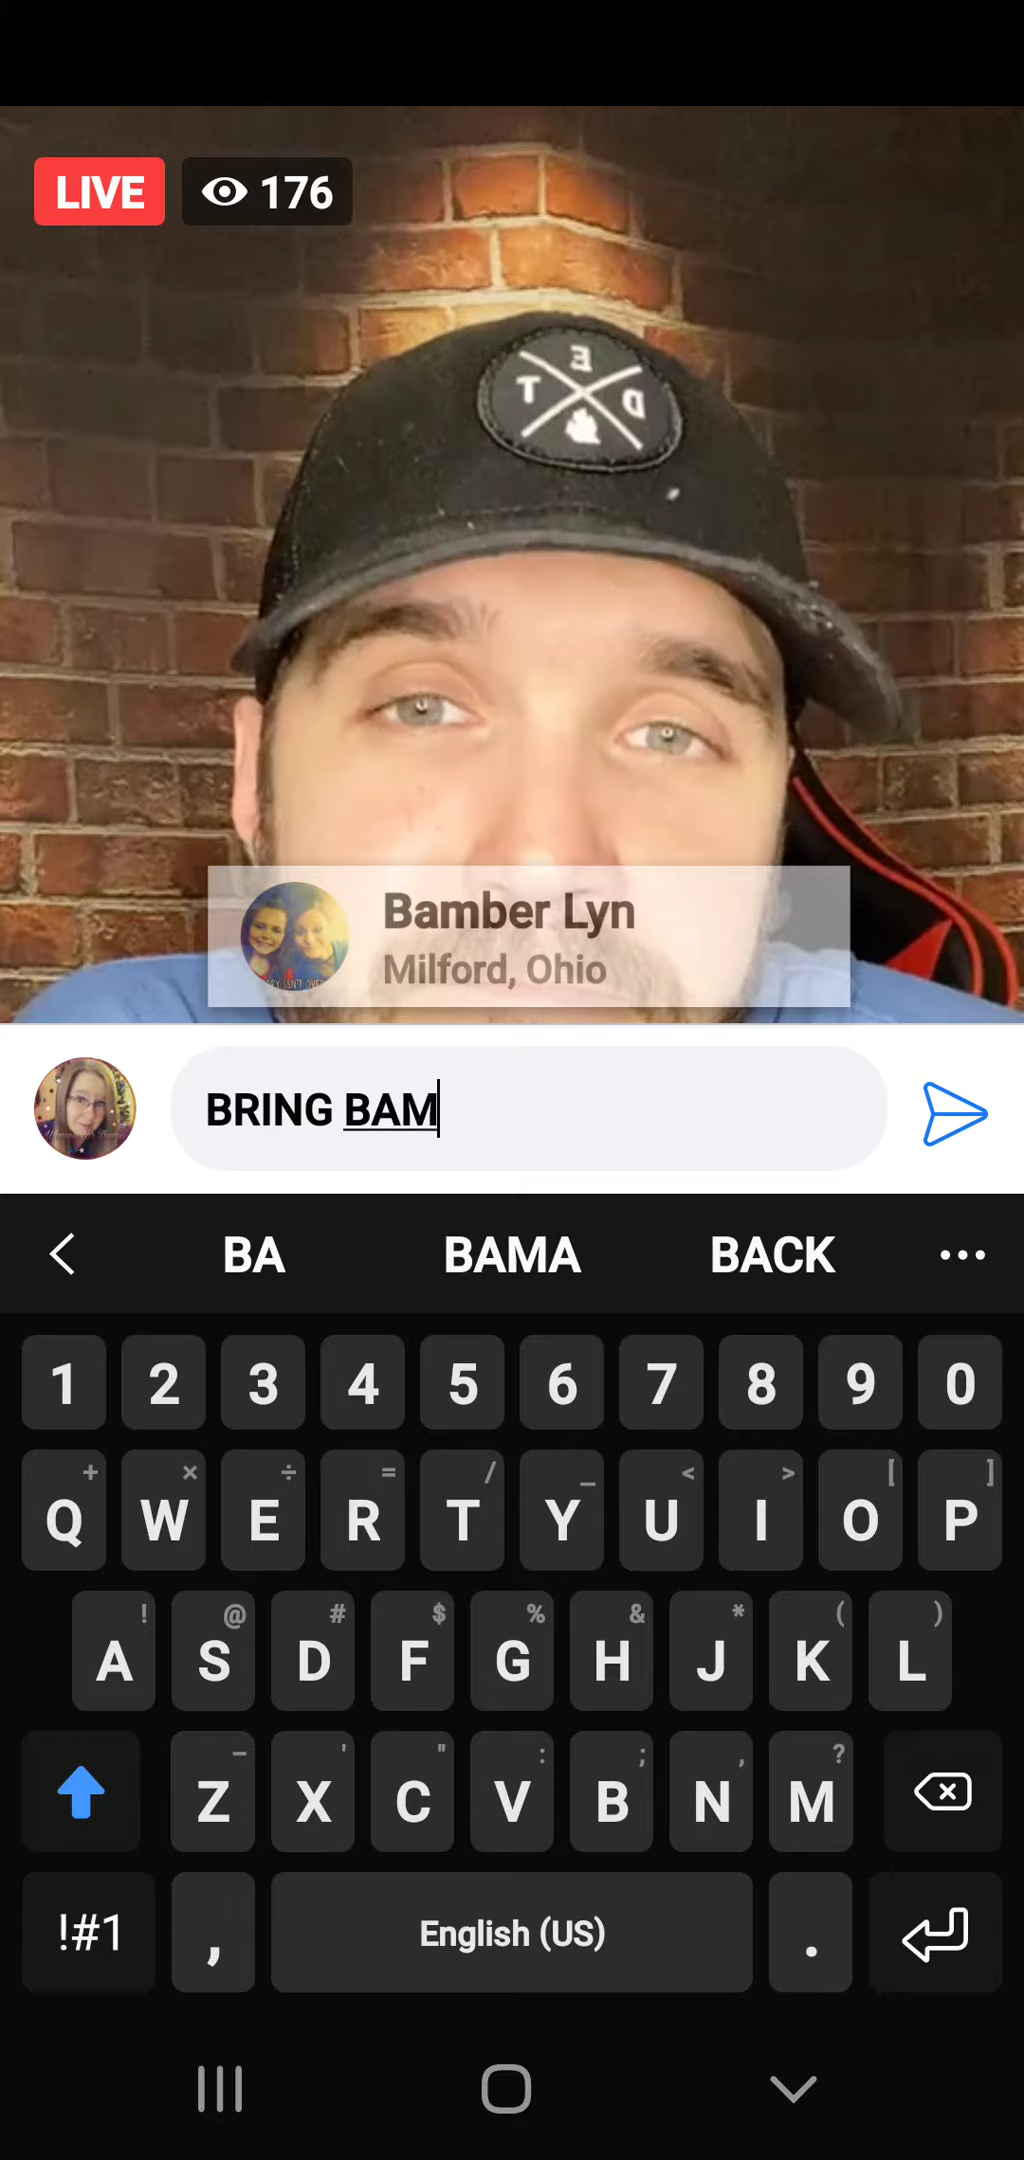 LIVE 176
E
T D
Bamber Lyn
Milford, Ohio
BRING BAM
BA BAMA BACK ...
1 2 3 4 5 6 7 8 9 0
+ × ÷ = / _ < > [ ]
Q W E R T Y U I O P
! @ # $ % & * ( )
A S D F G H J K L
- ' " : ; , ?
Z X C V B N M
!#1 , English (US) .